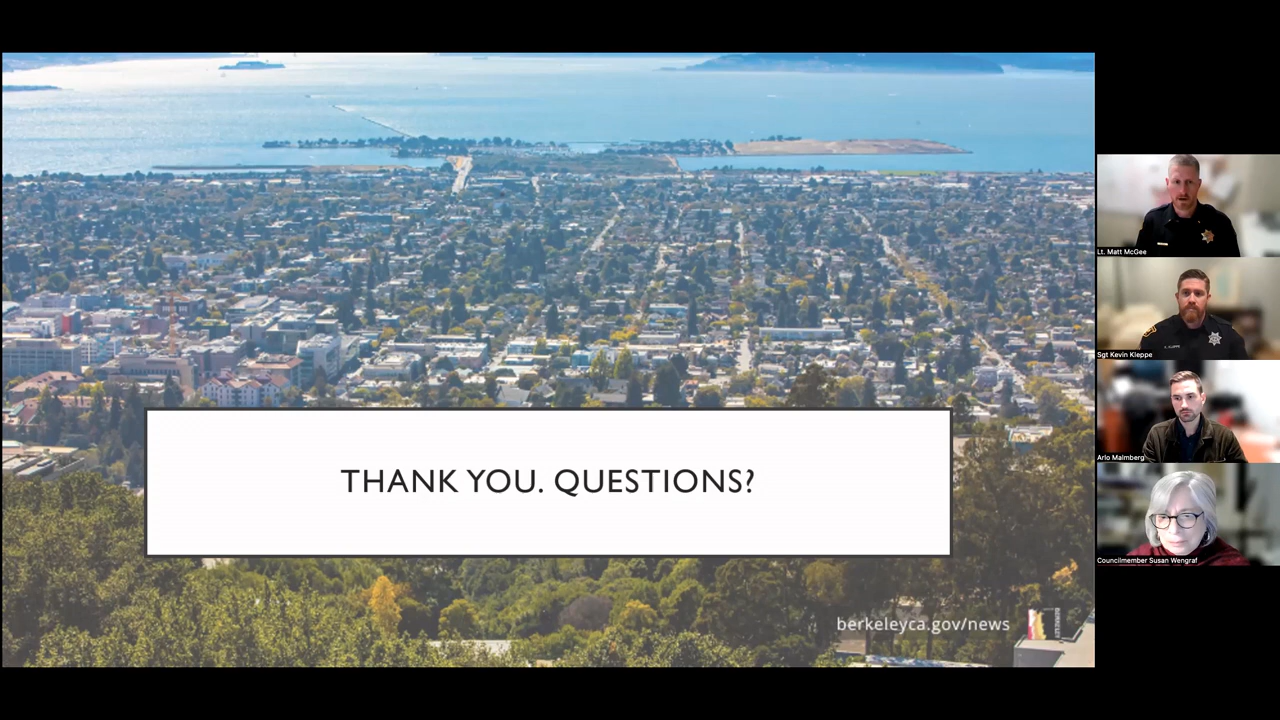 THANK YOU. QUESTIONS?
berkeleyca.gov/news
Lt. Matt McGee
Sgt Kevin Kleppe
Arlo Malmberg
Councilmember Susan Wengraf